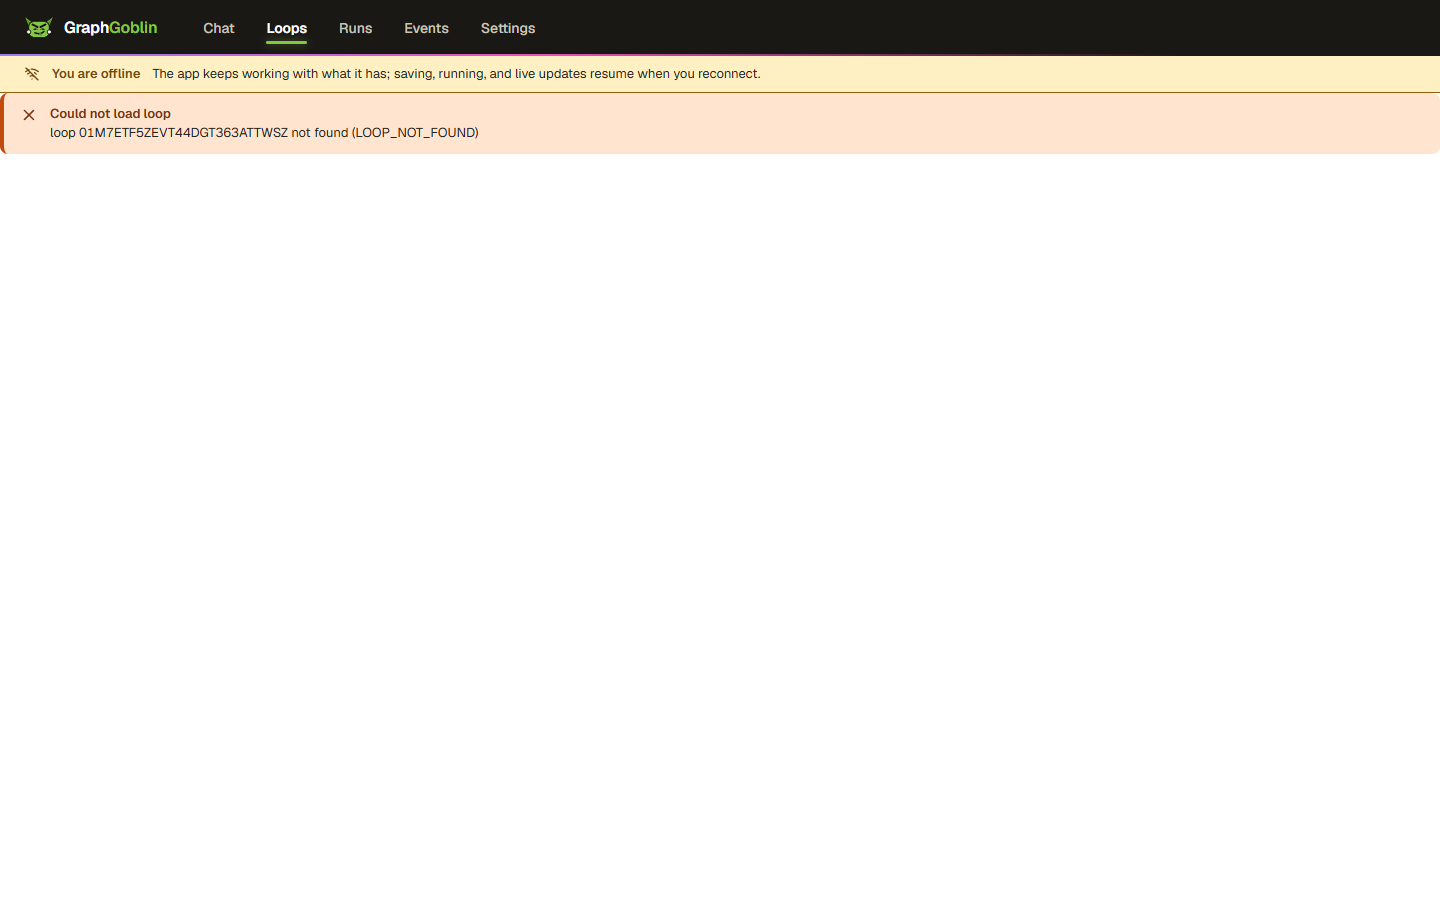 GraphGoblin Chat Loops Runs Events Settings
You are offline The app keeps working with what it has; saving, running, and live updates resume when you reconnect.
Could not load loop
loop 01M7ETF5ZEVT44DGT363ATTWSZ not found (LOOP_NOT_FOUND)